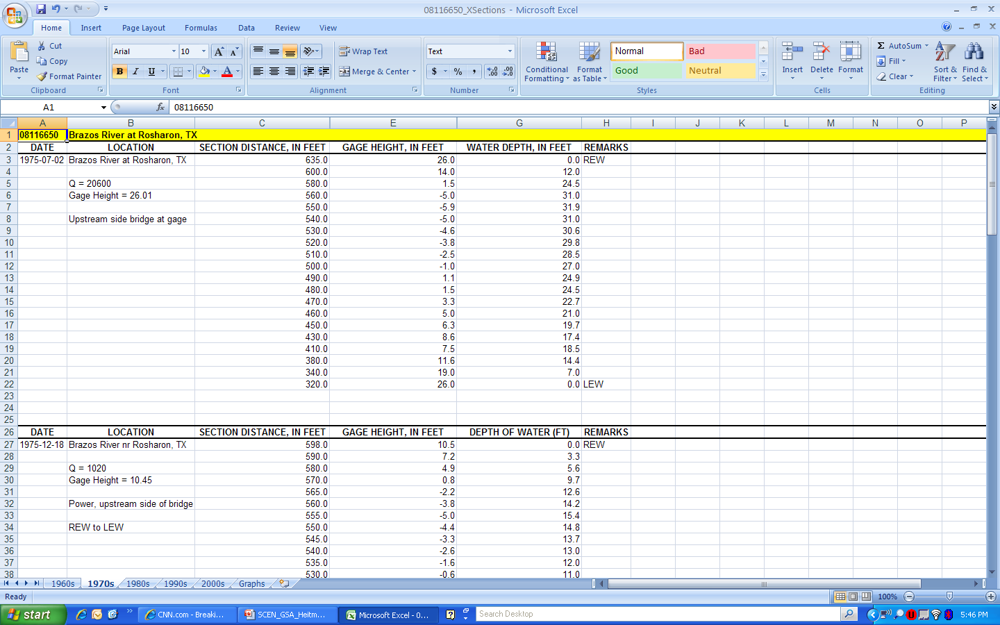 08116650_XSections - Microsoft Excel
Home Insert Page Layout Formulas Data Review View
Paste Cut Copy Format Painter Clipboard
Arial 10 B I U Font
Wrap Text Merge & Center Alignment
Text $ % , Number
Conditional Formatting Format as Table Normal Bad Good Neutral Styles
Insert Delete Format Cells
Σ AutoSum Fill Clear Sort & Filter Find & Select Editing
A1 fx 08116650
A B C E G H I J K L M N O P
1 08116650 Brazos River at Rosharon, TX
2 DATE LOCATION SECTION DISTANCE, IN FEET GAGE HEIGHT, IN FEET WATER DEPTH, IN FEET REMARKS
3 1975-07-02 Brazos River at Rosharon, TX 635.0 26.0 0.0 REW
4 600.0 14.0 12.0
5 Q = 20600 580.0 1.5 24.5
6 Gage Height = 26.01 560.0 -5.0 31.0
7 550.0 -5.9 31.9
8 Upstream side bridge at gage 540.0 -5.0 31.0
9 530.0 -4.6 30.6
10 520.0 -3.8 29.8
11 510.0 -2.5 28.5
12 500.0 -1.0 27.0
13 490.0 1.1 24.9
14 480.0 1.5 24.5
15 470.0 3.3 22.7
16 460.0 5.0 21.0
17 450.0 6.3 19.7
18 430.0 8.6 17.4
19 410.0 7.5 18.5
20 380.0 11.6 14.4
21 340.0 19.0 7.0
22 320.0 26.0 0.0 LEW
23
24
25
26 DATE LOCATION SECTION DISTANCE, IN FEET GAGE HEIGHT, IN FEET DEPTH OF WATER (FT) REMARKS
27 1975-12-18 Brazos River nr Rosharon, TX 598.0 10.5 0.0 REW
28 590.0 7.2 3.3
29 Q = 1020 580.0 4.9 5.6
30 Gage Height = 10.45 570.0 0.8 9.7
31 565.0 -2.2 12.6
32 Power, upstream side of bridge 560.0 -3.8 14.2
33 555.0 -5.0 15.4
34 REW to LEW 550.0 -4.4 14.8
35 545.0 -3.3 13.7
36 540.0 -2.6 13.0
37 535.0 -1.6 12.0
38 530.0 -0.6 11.0
1960s 1970s 1980s 1990s 2000s Graphs
Ready 100%
start CNN.com - Breaki... SCEN_GSA_Heitm... Microsoft Excel - 0... Search Desktop 5:46 PM